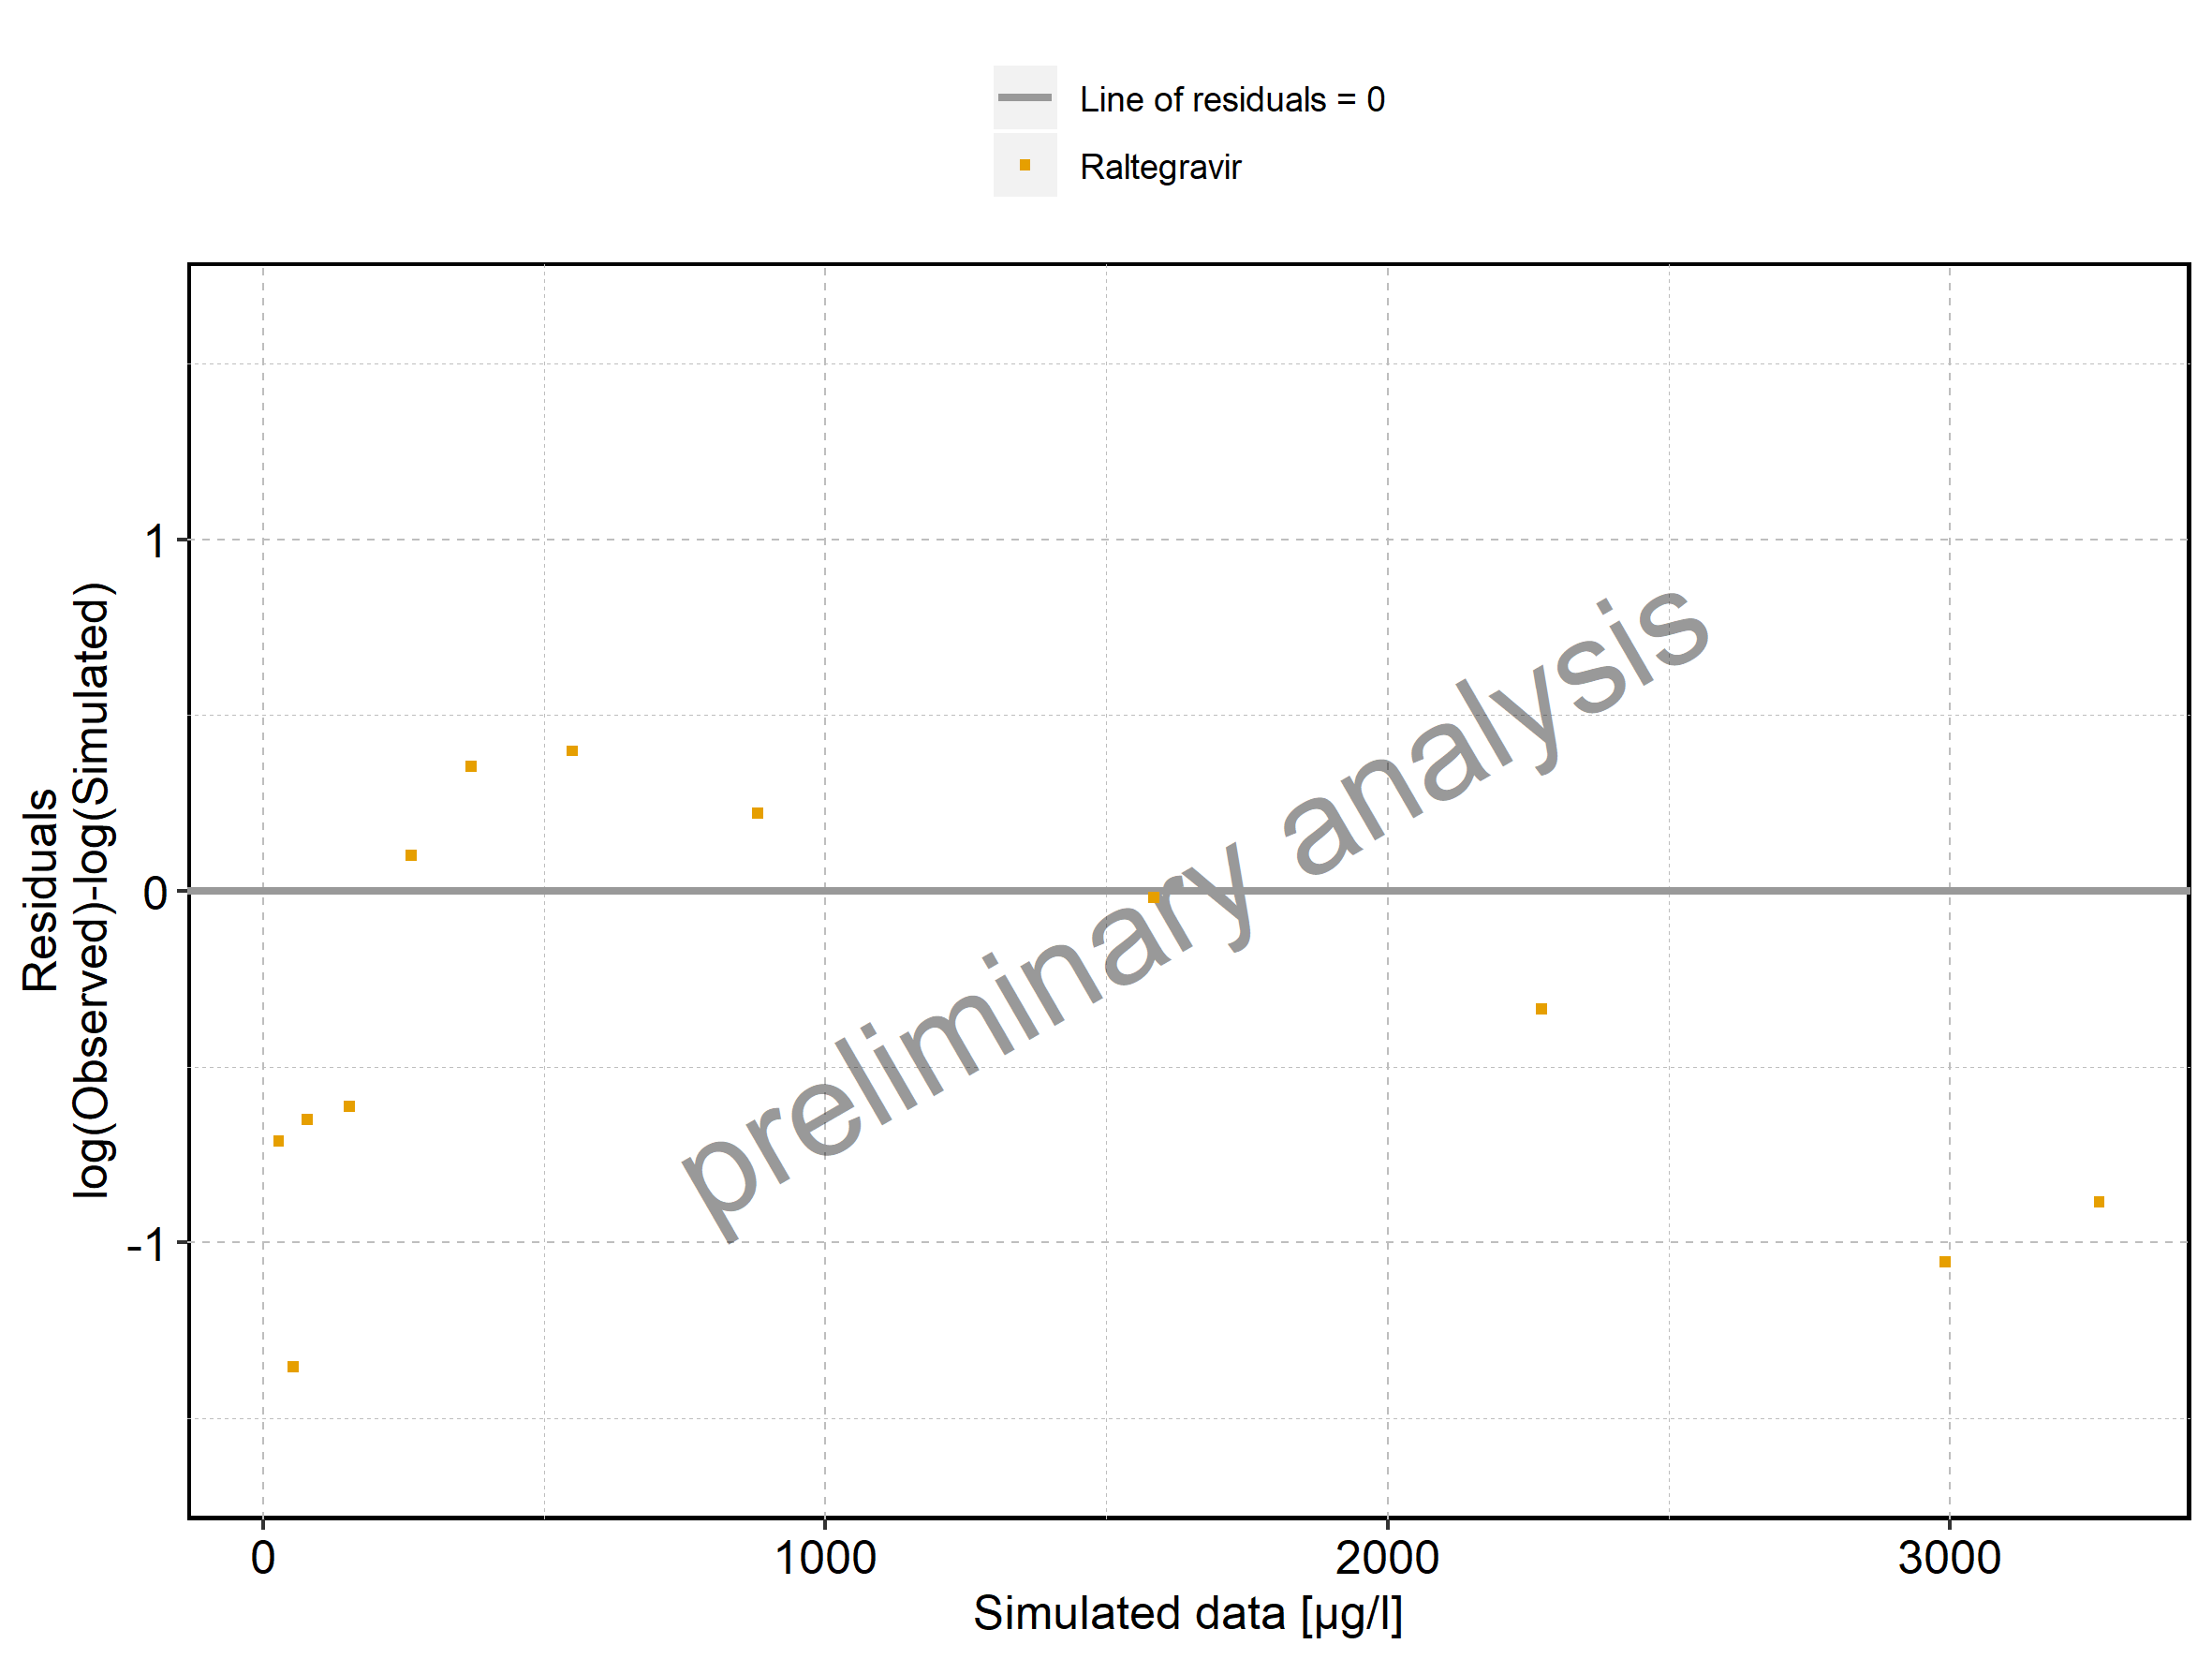 Line of residuals = 0
Raltegravir
Residuals
log(Observed)-log(Simulated)
1
0
-1
preliminary analysis
0
1000
2000
3000
Simulated data [µg/l]